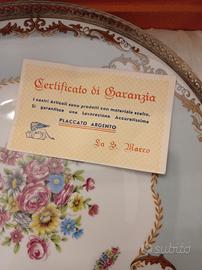 Certificato di Garanzia
I nostri Articoli sono prodotti con materiale scelto.
Si garantisce una Lavorazione Accuratissima
PLACCATO ARGENTO
La S. Marco
subito